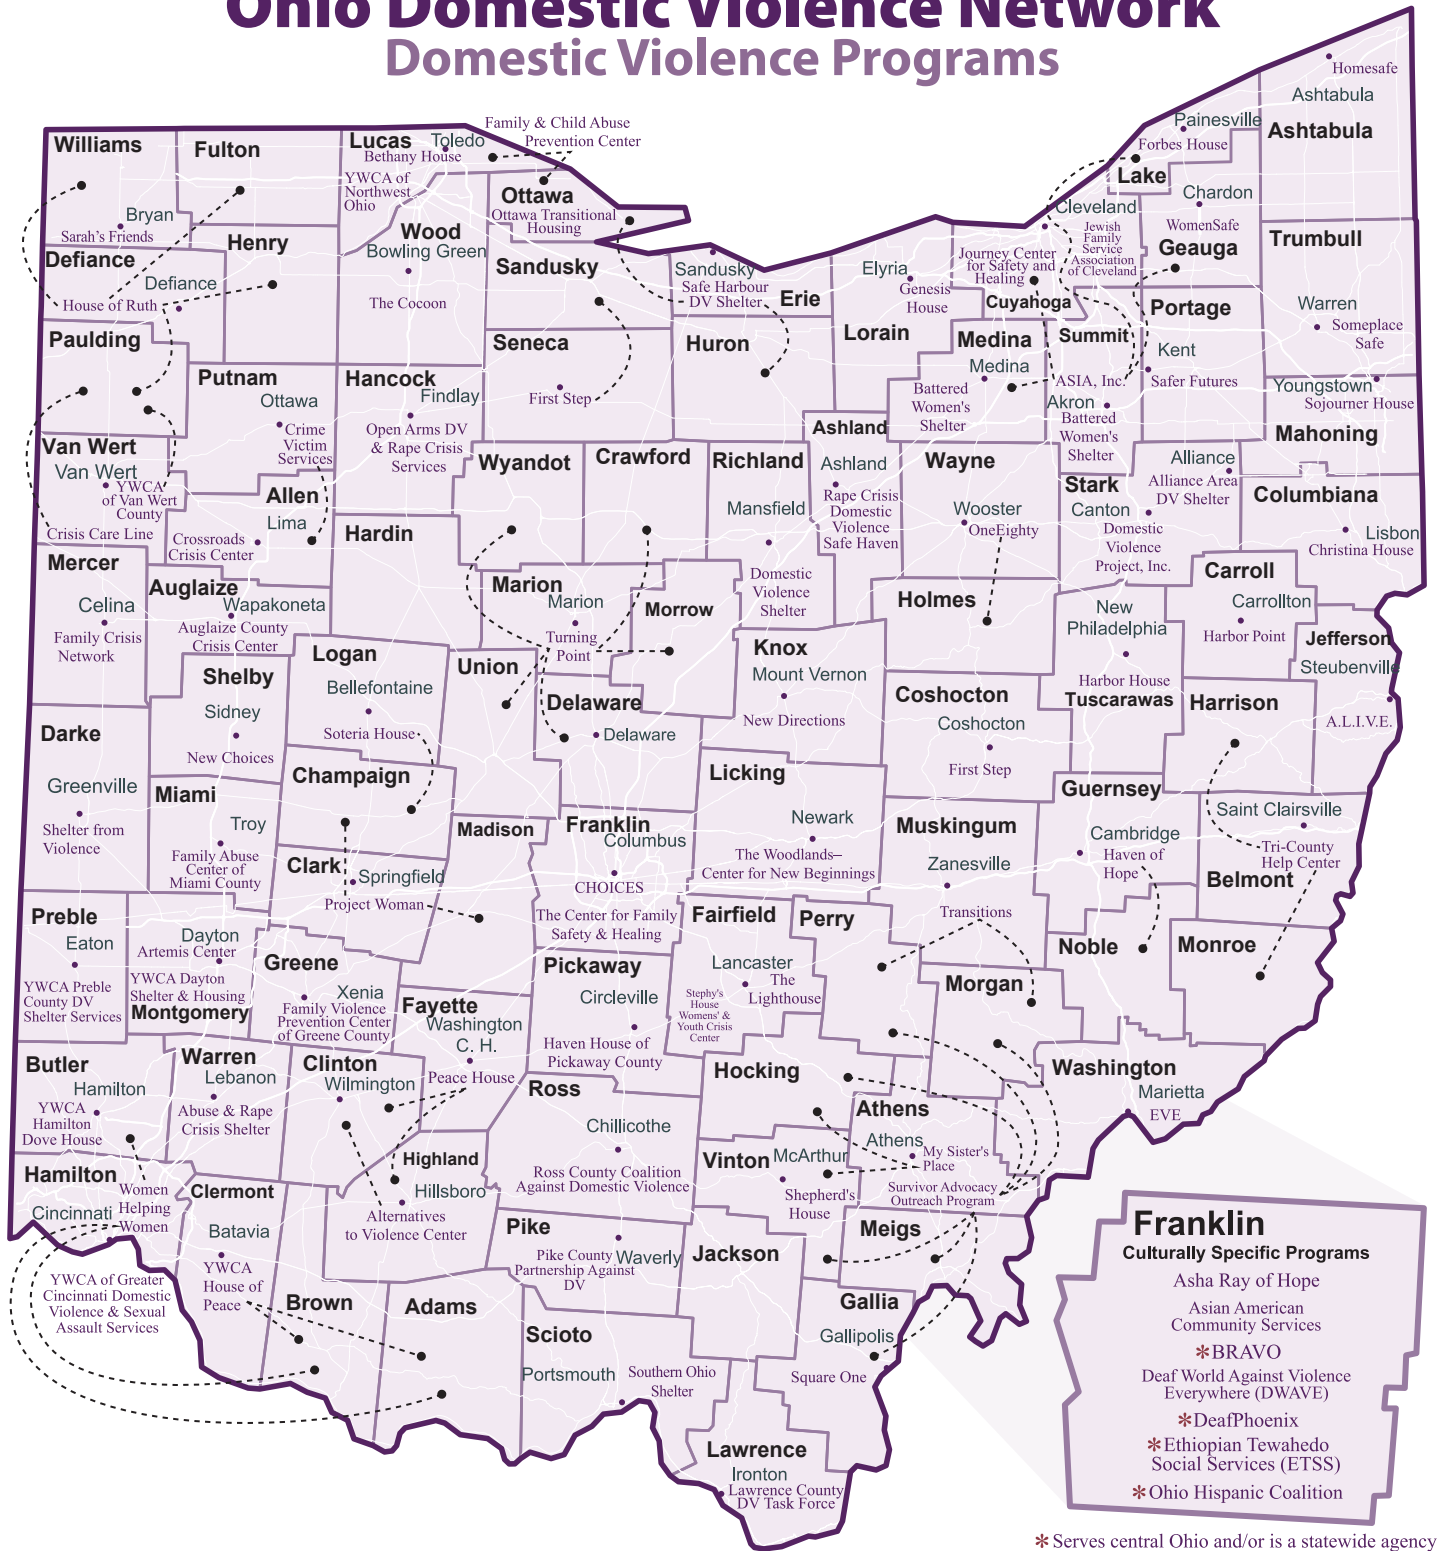 Ohio Domestic Violence Network
Domestic Violence Programs
Homesafe
Ashtabula
Ashtabula
Painesville
Forbes House
Lake
Chardon
WomenSafe
Geauga
Trumbull
Warren
Someplace
Safe
Williams
Bryan
Sarah's Friends
Fulton
Lucas
Toledo
Bethany House
YWCA of
Northwest
Ohio
Family & Child Abuse
Prevention Center
Ottawa
Ottawa Transitional
Housing
Wood
Bowling Green
The Cocoon
Henry
Defiance
Defiance
House of Ruth
Sandusky
Sandusky
Safe Harbour
DV Shelter
Erie
Elyria
Genesis
House
Lorain
Cleveland
Jewish
Family
Service
Association
of Cleveland
Journey Center
for Safety and
Healing
Cuyahoga
Portage
Kent
Safer Futures
Summit
ASIA, Inc.
Akron
Battered
Women's
Shelter
Medina
Medina
Battered
Women's
Shelter
Youngstown
Sojourner House
Mahoning
Paulding
Putnam
Ottawa
Crime
Victim
Services
Hancock
Findlay
Open Arms DV
& Rape Crisis
Services
Seneca
First Step
Huron
Ashland
Ashland
Rape Crisis
Domestic
Violence
Safe Haven
Van Wert
Van Wert
YWCA
of Van Wert
County
Crisis Care Line
Allen
Lima
Crossroads
Crisis Center
Hardin
Wyandot
Crawford
Richland
Mansfield
Domestic
Violence
Shelter
Wayne
Wooster
OneEighty
Stark
Canton
Domestic
Violence
Project, Inc.
Alliance
Alliance Area
DV Shelter
Columbiana
Lisbon
Christina House
Mercer
Celina
Family Crisis
Network
Auglaize
Wapakoneta
Auglaize County
Crisis Center
Marion
Marion
Turning
Point
Morrow
Holmes
New
Philadelphia
Harbor House
Tuscarawas
Carroll
Carrollton
Harbor Point
Jefferson
Steubenville
A.L.I.V.E.
Shelby
Sidney
New Choices
Logan
Bellefontaine
Soteria House
Union
Delaware
Delaware
Knox
Mount Vernon
New Directions
Coshocton
Coshocton
First Step
Harrison
Darke
Greenville
Shelter from
Violence
Miami
Troy
Family Abuse
Center of
Miami County
Champaign
Clark
Springfield
Project Woman
Madison
Franklin
Columbus
CHOICES
The Center for Family
Safety & Healing
Licking
Newark
The Woodlands–
Center for New Beginnings
Muskingum
Zanesville
Transitions
Guernsey
Cambridge
Haven of
Hope
Saint Clairsville
Tri-County
Help Center
Belmont
Preble
Eaton
YWCA Preble
County DV
Shelter Services
Dayton
Artemis Center
YWCA Dayton
Shelter & Housing
Montgomery
Greene
Xenia
Family Violence
Prevention Center
of Greene County
Fayette
Washington
C. H.
Peace House
Pickaway
Circleville
Haven House of
Pickaway County
Fairfield
Lancaster
The
Lighthouse
Stephy's
House
Womens' &
Youth Crisis
Center
Perry
Morgan
Noble
Monroe
Butler
Hamilton
YWCA
Hamilton
Dove House
Warren
Lebanon
Abuse & Rape
Crisis Shelter
Clinton
Wilmington
Ross
Chillicothe
Ross County Coalition
Against Domestic Violence
Hocking
Athens
Athens
My Sister's
Place
Survivor Advocacy
Outreach Program
Washington
Marietta
EVE
Hamilton
Cincinnati
Women
Helping
Women
YWCA of Greater
Cincinnati Domestic
Violence & Sexual
Assault Services
Clermont
Batavia
YWCA
House of
Peace
Highland
Hillsboro
Alternatives
to Violence Center
Vinton
McArthur
Shepherd's
House
Pike
Pike County
Partnership Against
DV
Waverly
Jackson
Meigs
Brown
Adams
Scioto
Portsmouth
Southern Ohio
Shelter
Gallia
Gallipolis
Square One
Lawrence
Ironton
Lawrence County
DV Task Force
Franklin
Culturally Specific Programs
Asha Ray of Hope
Asian American
Community Services
*BRAVO
Deaf World Against Violence
Everywhere (DWAVE)
*DeafPhoenix
*Ethiopian Tewahedo
Social Services (ETSS)
*Ohio Hispanic Coalition
*Serves central Ohio and/or is a statewide agency